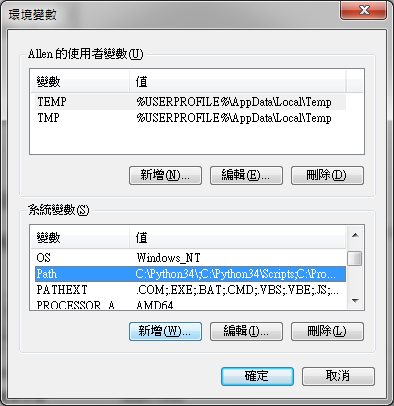 環境變數
Allen 的使用者變數(U)
變數 值
TEMP %USERPROFILE%\AppData\Local\Temp
TMP %USERPROFILE%\AppData\Local\Temp
新增(N)... 編輯(E)... 刪除(D)
系統變數(S)
變數 值
OS Windows_NT
Path C:\Python34\;C:\Python34\Scripts;C:\Pro...
PATHEXT .COM;.EXE;.BAT;.CMD;.VBS;.VBE;.JS;...
PROCESSOR_A... AMD64
新增(W)... 編輯(I)... 刪除(L)
確定 取消